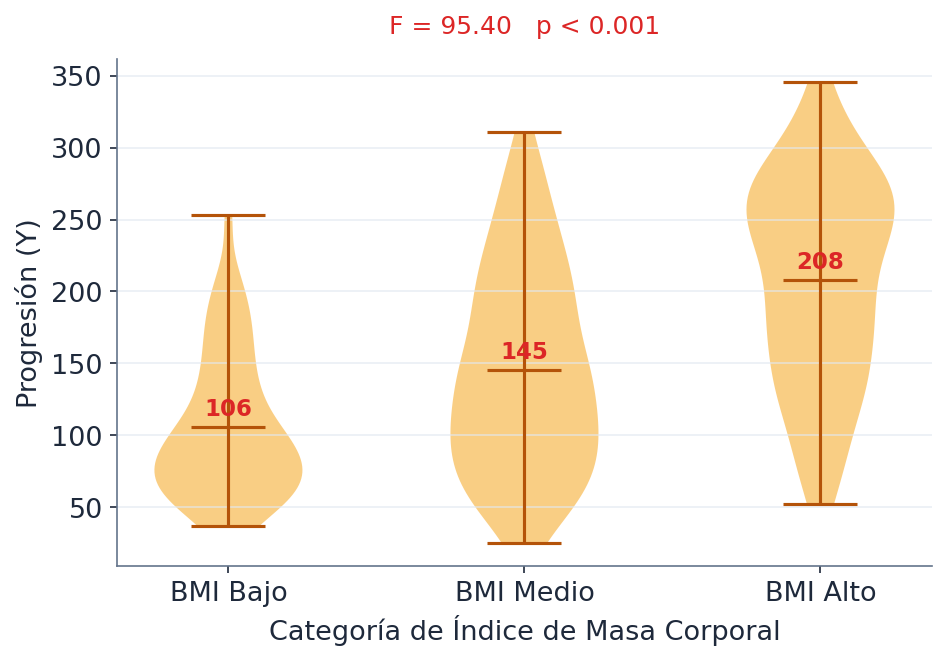 F = 95.40 p < 0.001
Progresión (Y)
350
300
250
200
150
100
50
106
145
208
BMI Bajo
BMI Medio
BMI Alto
Categoría de Índice de Masa Corporal